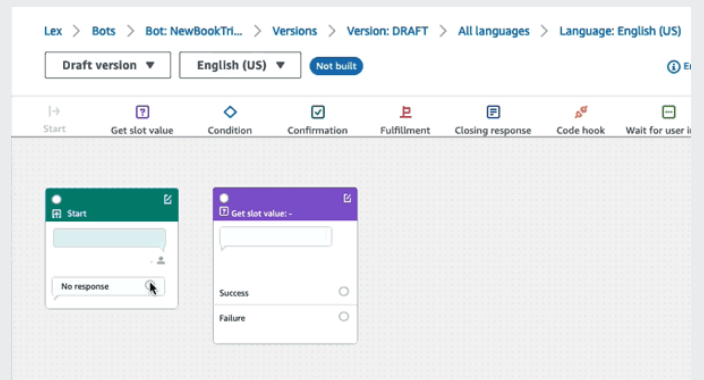 Lex > Bots > Bot: NewBookTri... > Versions > Version: DRAFT > All languages > Language: English (US)
Draft version ▼ English (US) ▼ Not built
Start Get slot value Condition Confirmation Fulfillment Closing response Code hook Wait for user
Start
Get slot value: -
-
No response
Success
Failure